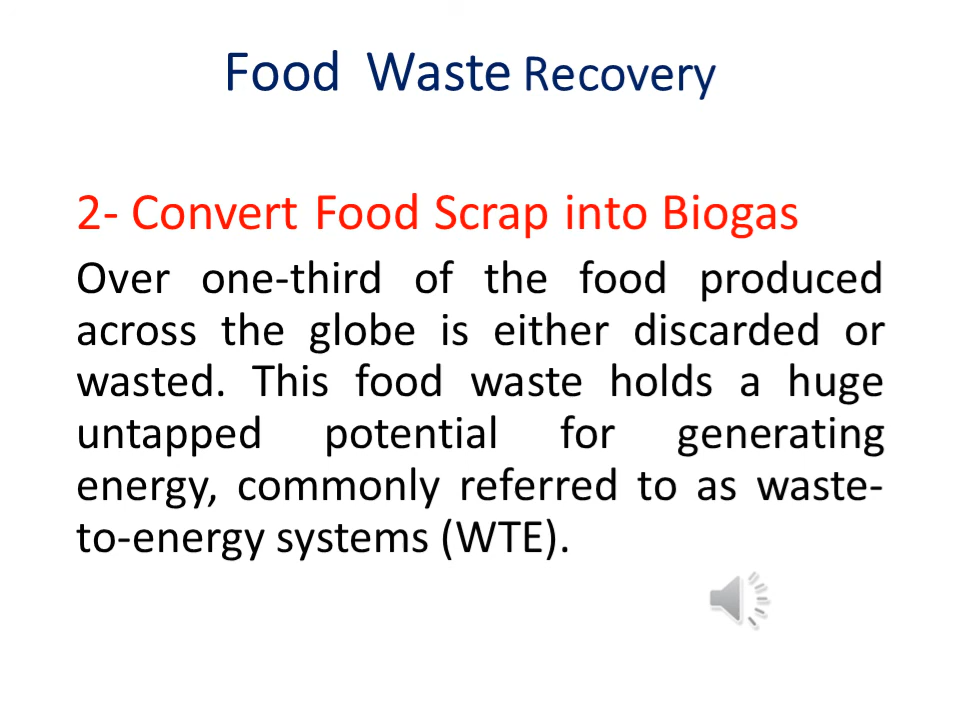 Food Waste Recovery
2- Convert Food Scrap into Biogas
Over one-third of the food produced
across the globe is either discarded or
wasted. This food waste holds a huge
untapped potential for generating
energy, commonly referred to as waste-
to-energy systems (WTE).